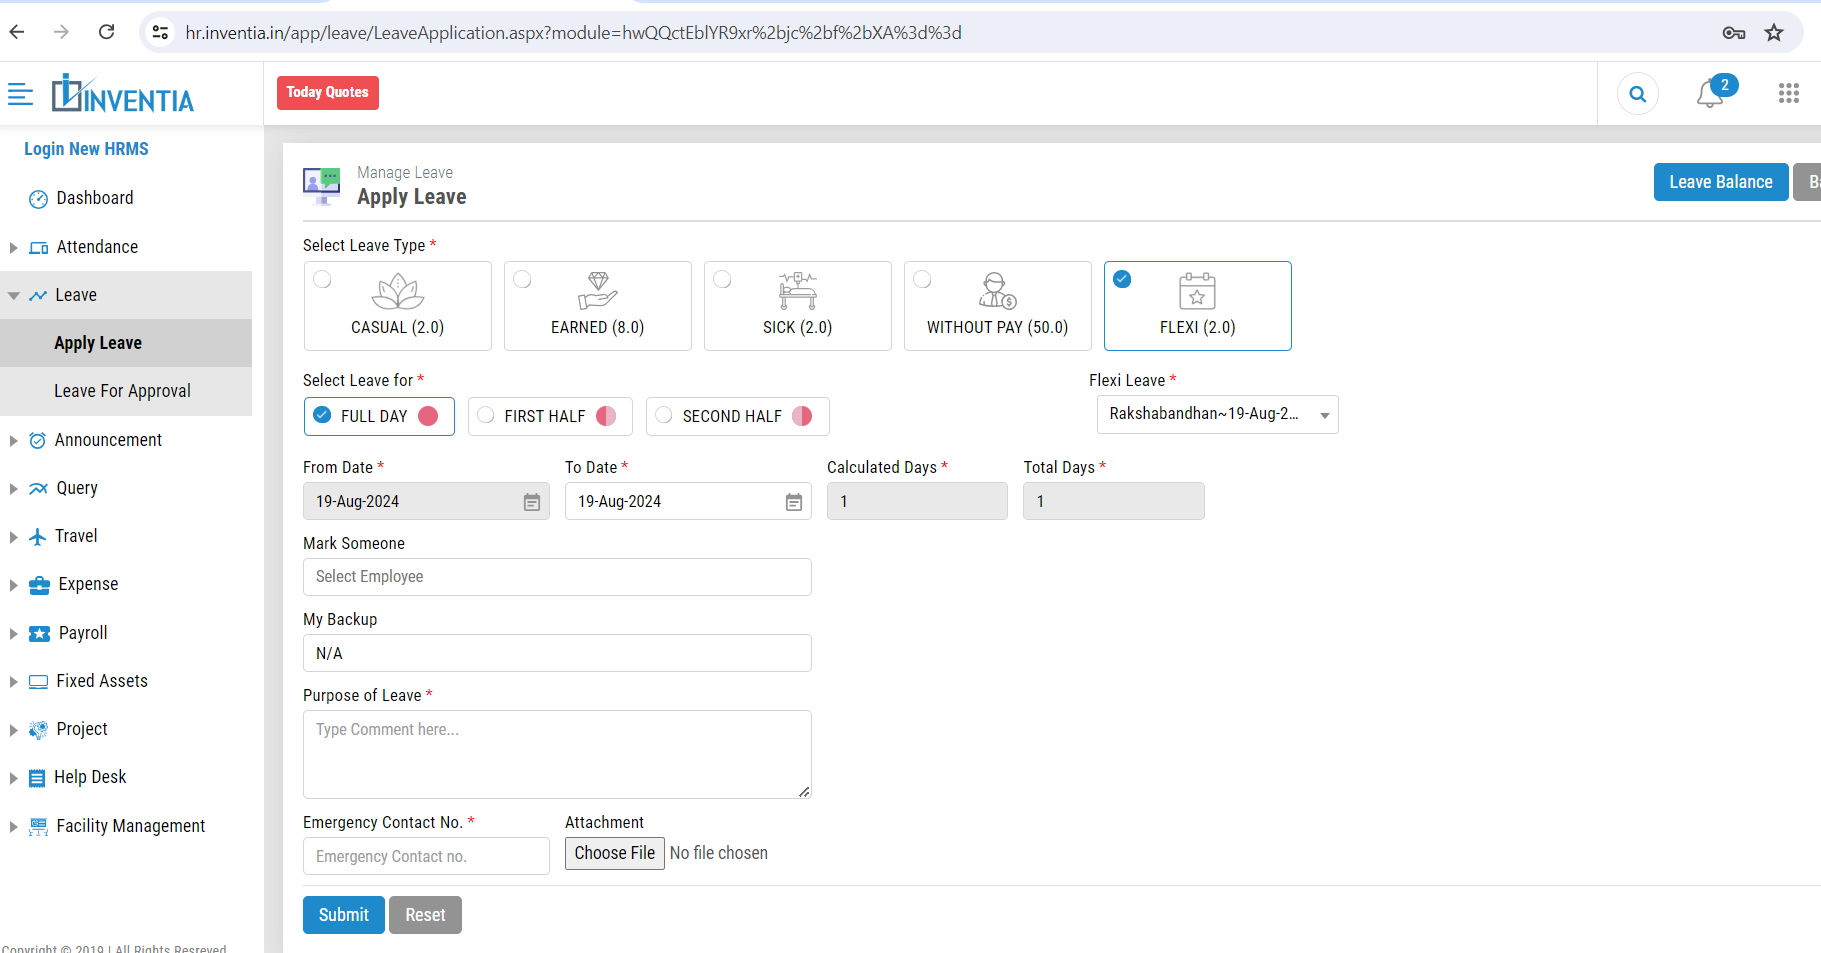 hr.inventia.in/app/leave/LeaveApplication.aspx?module=hwQQctEblYR9xr%2bjc%2bf%2bXA%3d%3d
INVENTIA
Today Quotes
2
Login New HRMS
Dashboard
Attendance
Leave
Apply Leave
Leave For Approval
Announcement
Query
Travel
Expense
Payroll
Fixed Assets
Project
Help Desk
Facility Management
Copyright © 2019 | All Rights Resreved
Manage Leave
Apply Leave
Leave Balance
Select Leave Type *
CASUAL (2.0)
EARNED (8.0)
SICK (2.0)
WITHOUT PAY (50.0)
FLEXI (2.0)
Select Leave for *
Flexi Leave *
FULL DAY
FIRST HALF
SECOND HALF
Rakshabandhan~19-Aug-2...
From Date *
To Date *
Calculated Days *
Total Days *
19-Aug-2024
19-Aug-2024
1
1
Mark Someone
Select Employee
My Backup
N/A
Purpose of Leave *
Type Comment here...
Emergency Contact No. *
Attachment
Emergency Contact no.
Choose File No file chosen
Submit
Reset